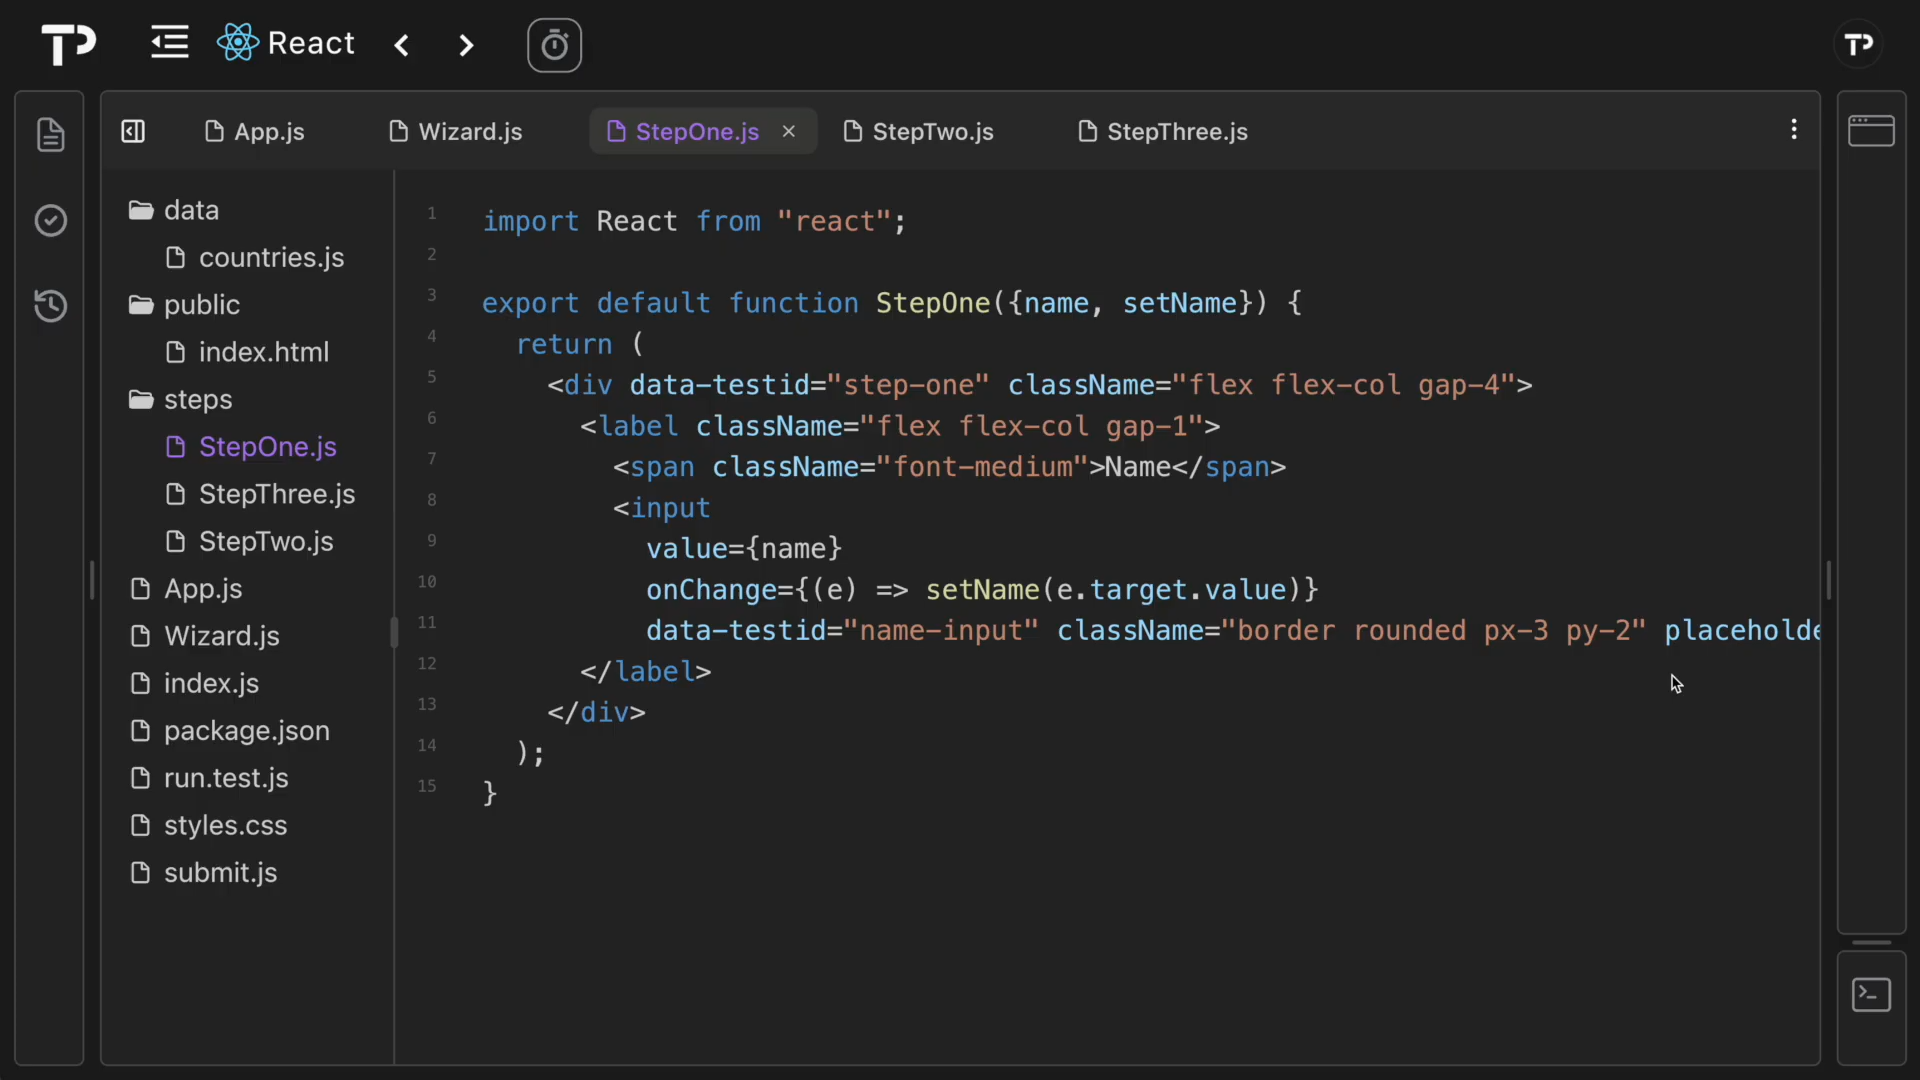 TP
React
TP
App.js
Wizard.js
StepOne.js
StepTwo.js
StepThree.js
data
countries.js
public
index.html
steps
StepOne.js
StepThree.js
StepTwo.js
App.js
Wizard.js
index.js
package.json
run.test.js
styles.css
submit.js
1 import React from "react";
2
3 export default function StepOne({name, setName}) {
4 return (
5 <div data-testid="step-one" className="flex flex-col gap-4">
6 <label className="flex flex-col gap-1">
7 <span className="font-medium">Name</span>
8 <input
9 value={name}
10 onChange={(e) => setName(e.target.value)}
11 data-testid="name-input" className="border rounded px-3 py-2" placeholde
12 </label>
13 </div>
14 );
15 }